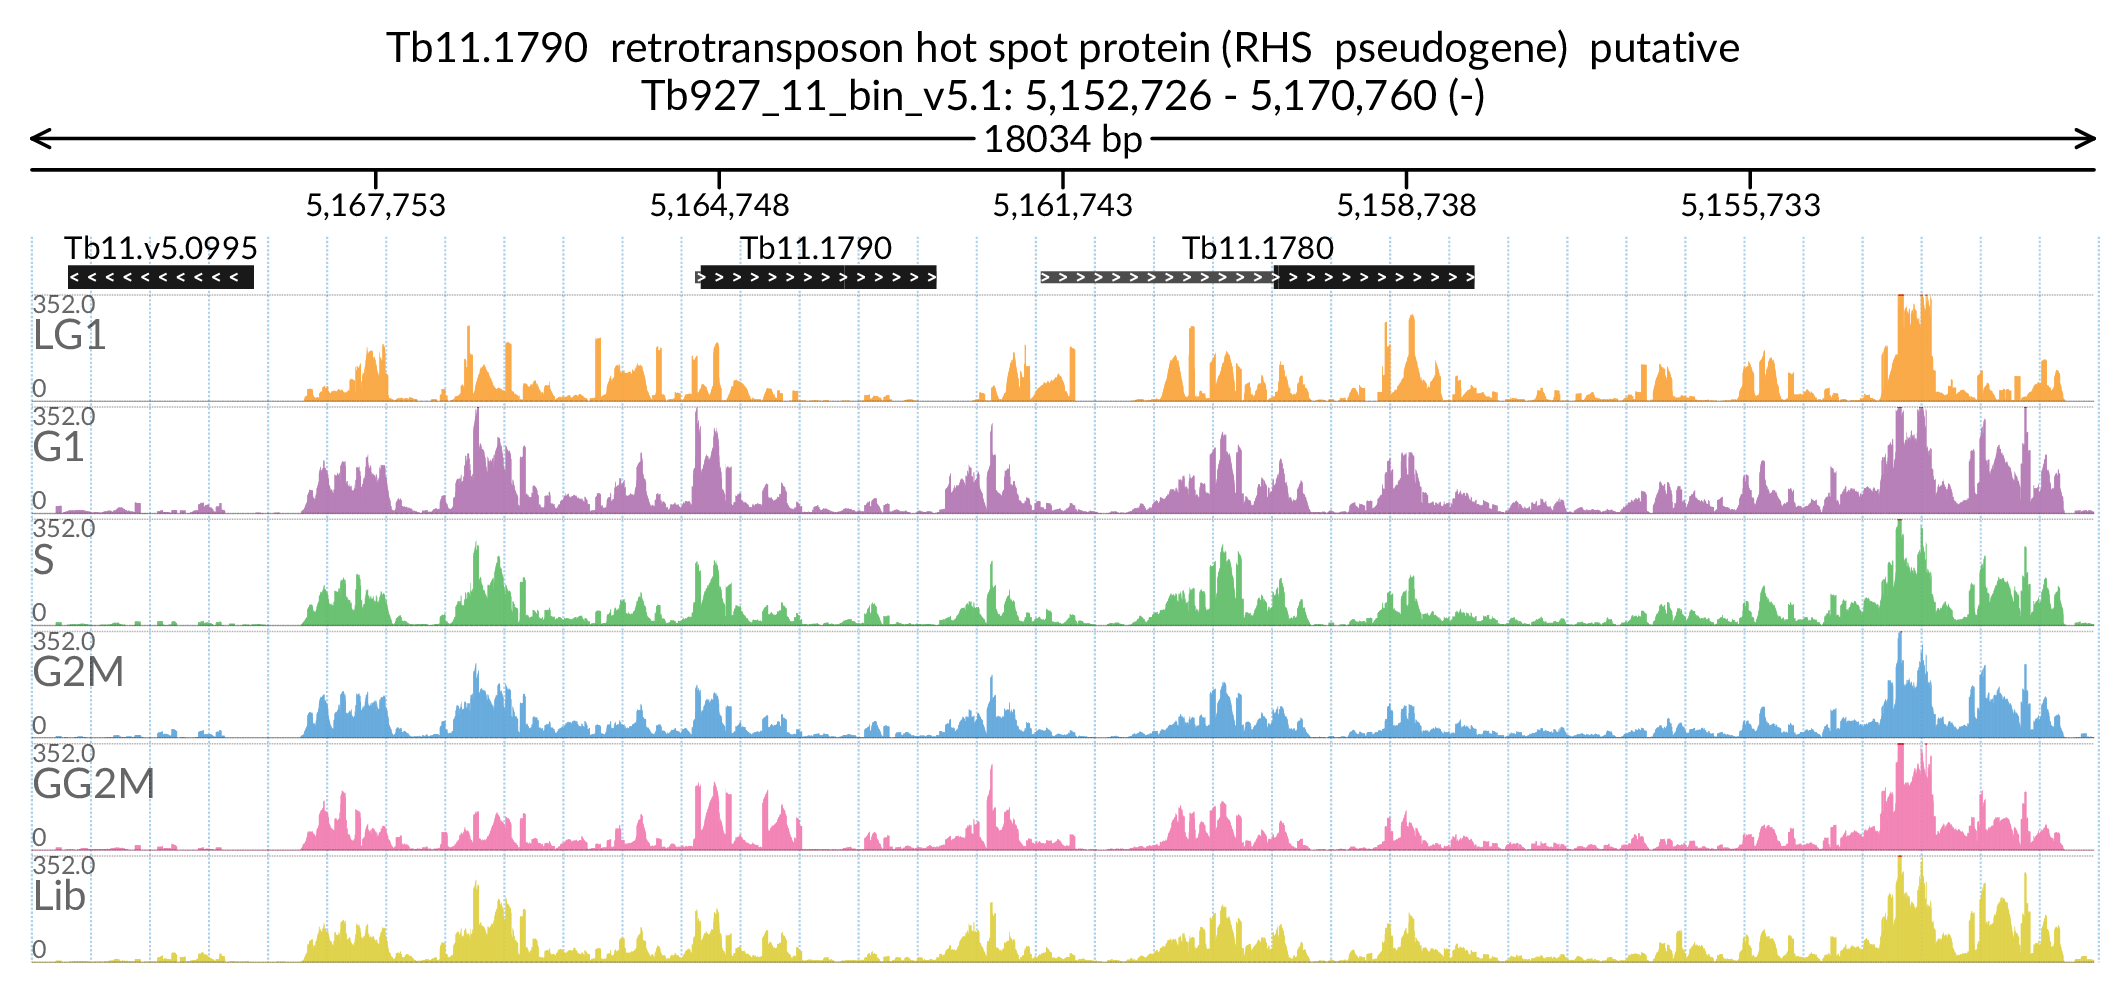 Tb11.1790 retrotransposon hot spot protein (RHS pseudogene) putative
Tb927_11_bin_v5.1: 5,152,726 - 5,170,760 (-)
18034 bp
5,167,753 5,164,748 5,161,743 5,158,738 5,155,733
Tb11.v5.0995 Tb11.1790 Tb11.1780
352.0
LG1
0
352.0
G1
0
352.0
S
0
352.0
G2M
0
352.0
GG2M
0
352.0
Lib
0